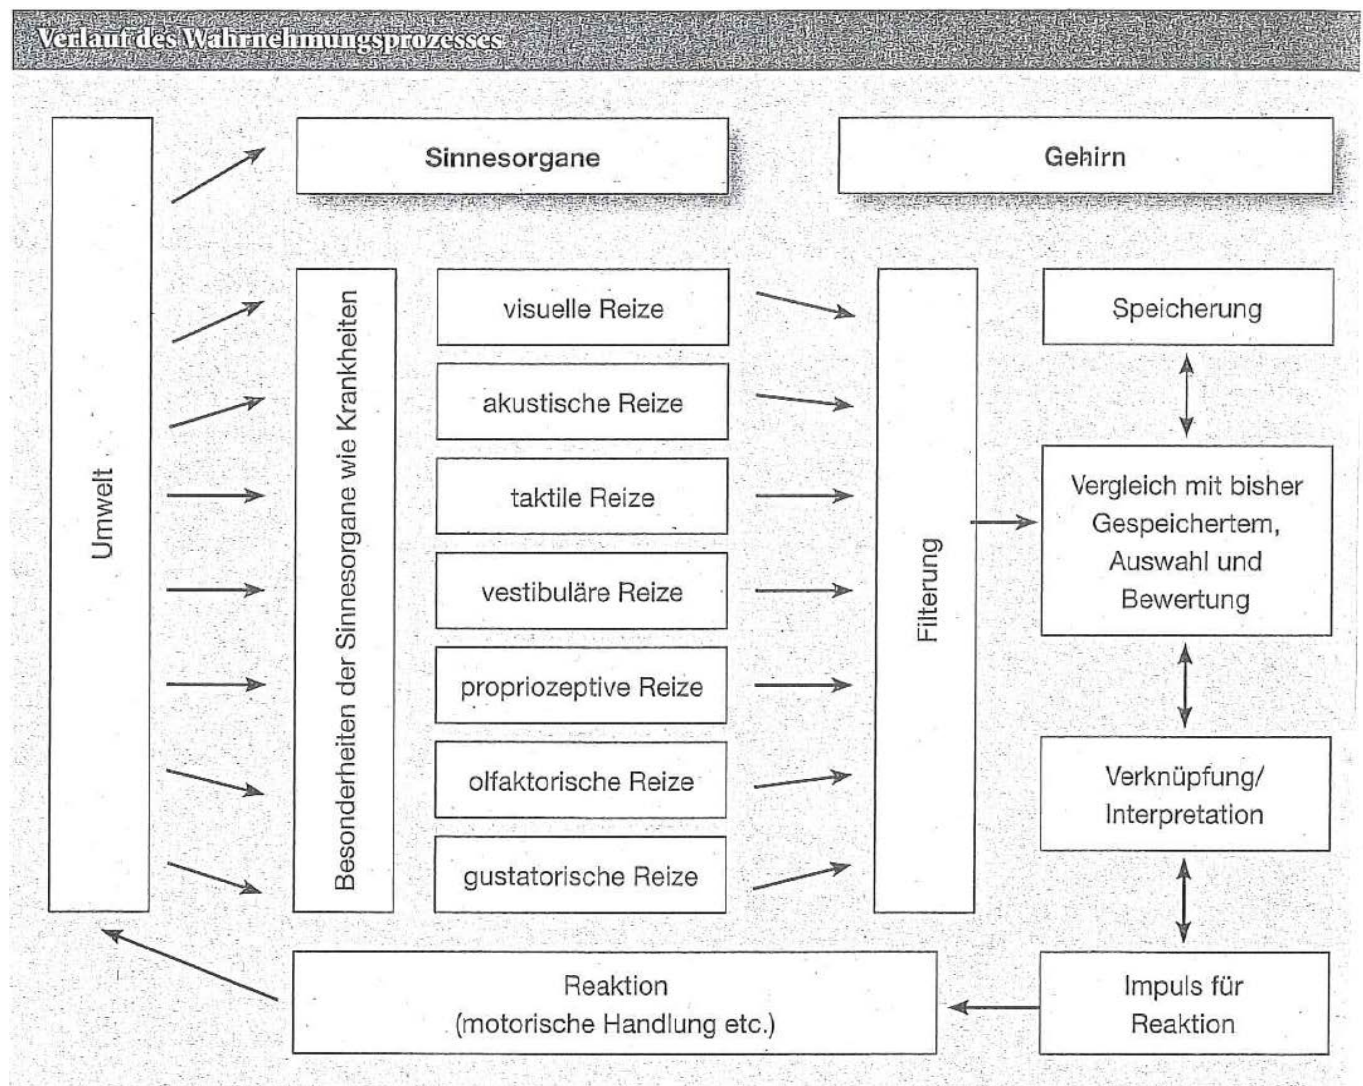 Verlauf des Wahrnehmungsprozesses
Sinnesorgane
Gehirn
Umwelt
Besonderheiten der Sinnesorgane wie Krankheiten
visuelle Reize
akustische Reize
taktile Reize
vestibuläre Reize
propriozeptive Reize
olfaktorische Reize
gustatorische Reize
Filterung
Speicherung
Vergleich mit bisher
Gespeichertem,
Auswahl und
Bewertung
Verknüpfung/
Interpretation
Impuls für
Reaktion
Reaktion
(motorische Handlung etc.)